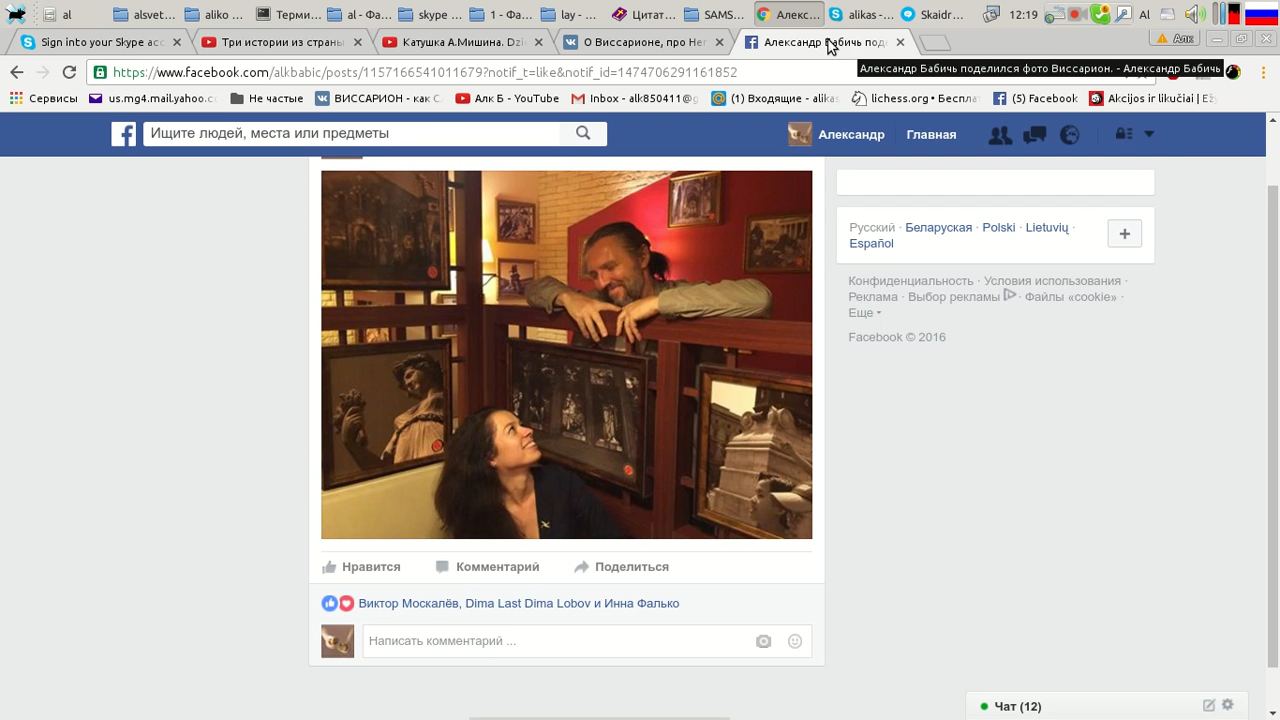 al alsvet... aliko ... Терми... al - Фа... skype ... 1 - Фа... lay - ... Цитат... SAMS... Алекс... alikas -... Skaidr... 12:19 Al
Sign into your Skype acc Три истории из страны Катушка А.Мишина. Dzi О Виссарионе, про Не Александр Бабичь под Алк
https://www.facebook.com/alkbabic/posts/1157166541011675?notif_t=like&notif_id=1474706291161852
Александр Бабичь поделился фото Виссарион. - Александр Бабичь
Сервисы us.mg4.mail.yahoo.c Не частые ВИССАРИОН - как С Алк Б - YouTube Inbox - alk850411@g (1) Входящие - alikas lichess.org • Беспла (5) Facebook Akcijos ir likučiai | Ež
Ищите людей, места или предметы
Александр Главная
Русский · Беларуская · Polski · Lietuvių ·
Español
+
Конфиденциальность · Условия использования ·
Реклама · Выбор рекламы · Файлы «cookie» ·
Еще
Facebook © 2016
Нравится Комментарий Поделиться
Виктор Москалёв, Dima Last Dima Lobov и Инна Фалько
Написать комментарий ...
Чат (12)